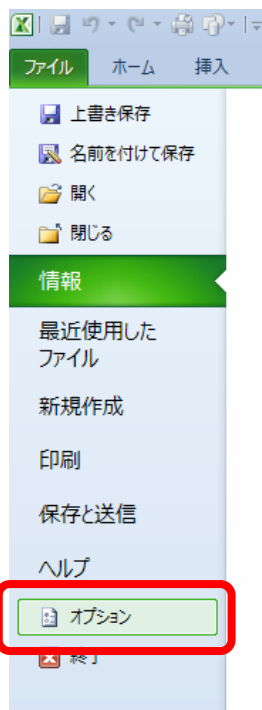 ファイル ホーム 挿入
上書き保存
名前を付けて保存
開く
閉じる
情報
最近使用した
ファイル
新規作成
印刷
保存と送信
ヘルプ
オプション
終了